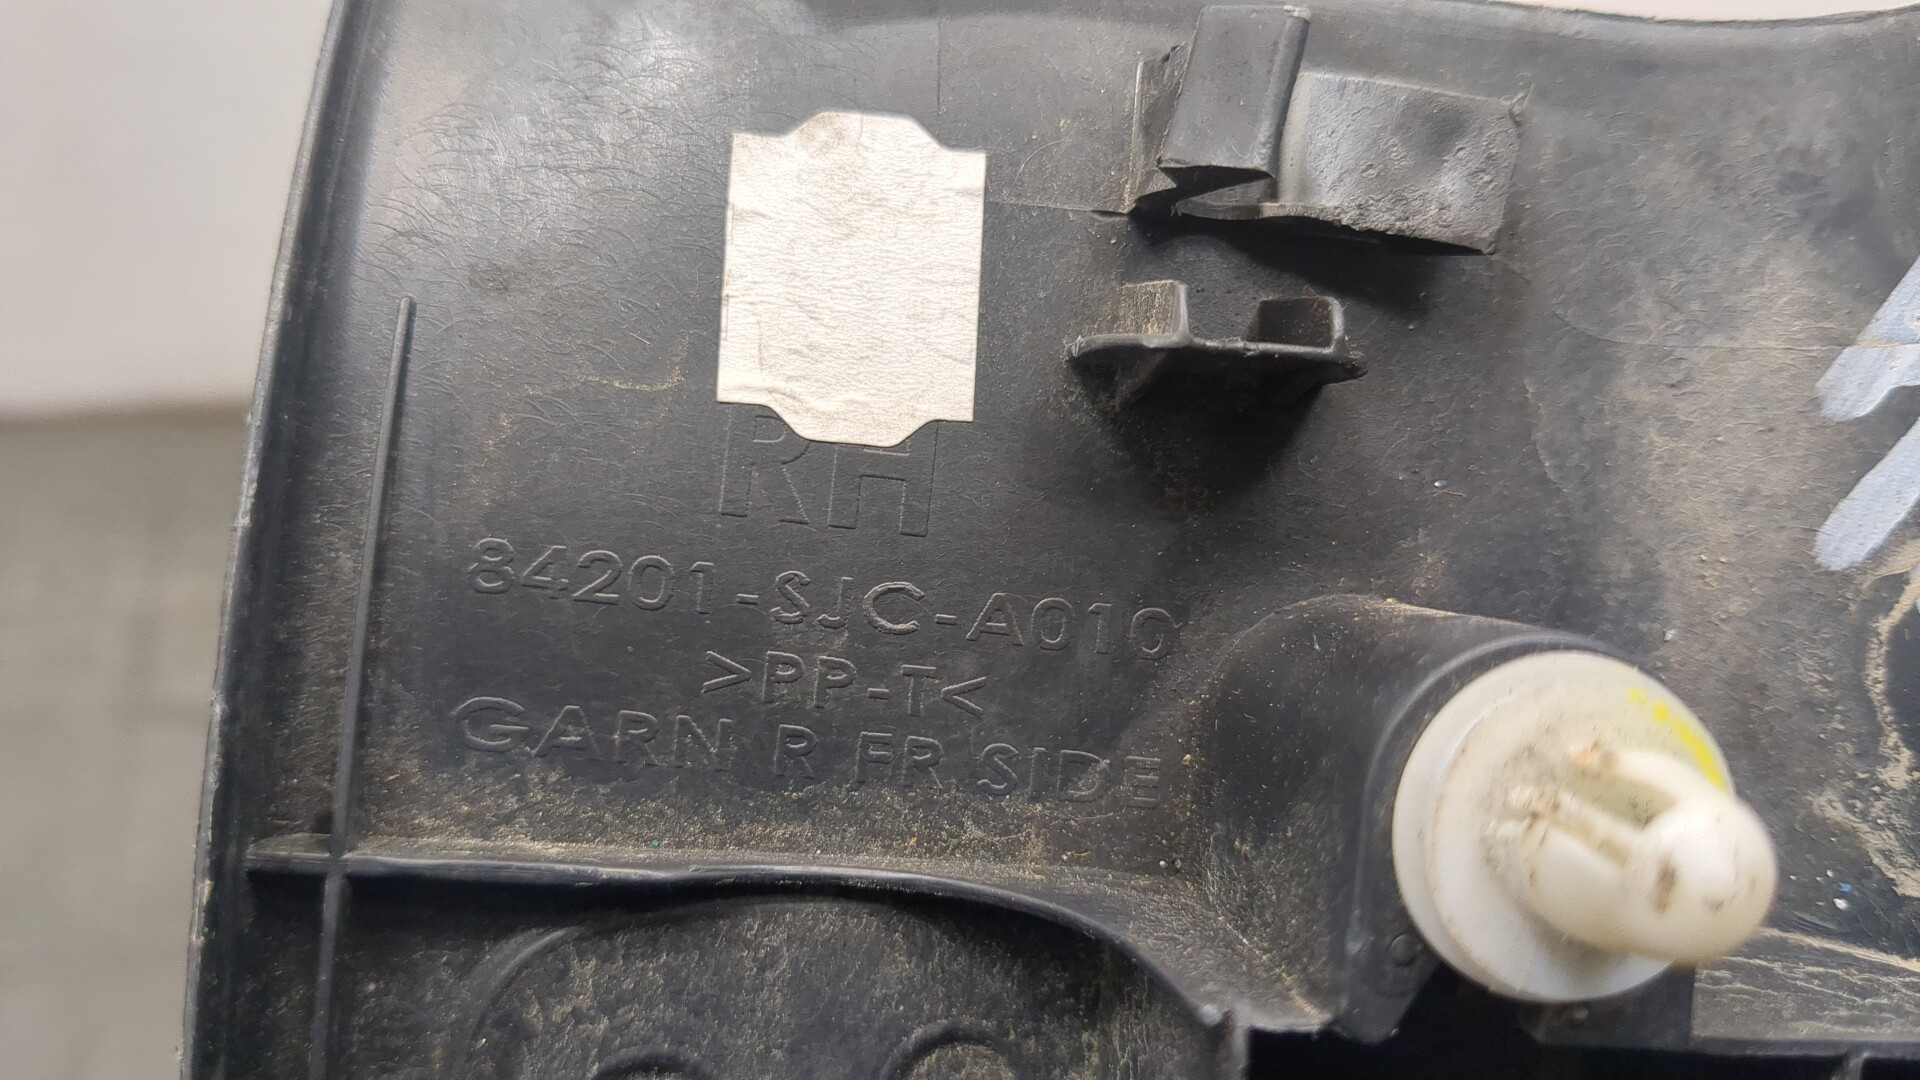 RH
84201-SJC-A010
>PP-T<
GARN R FR SIDE